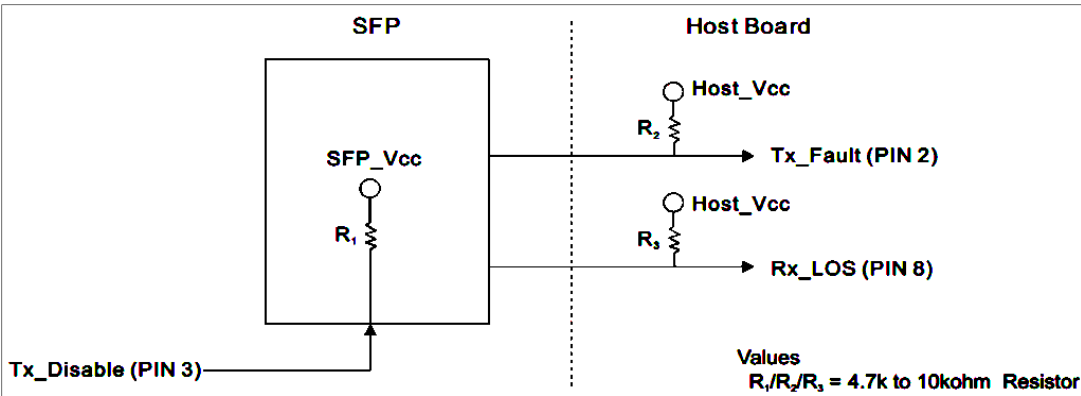 SFP
Host Board
Host_Vcc
R₂
SFP_Vcc
Tx_Fault (PIN 2)
Host_Vcc
R₁
R₃
Rx_LOS (PIN 8)
Tx_Disable (PIN 3)
Values
R₁/R₂/R₃ = 4.7k to 10kohm Resistor